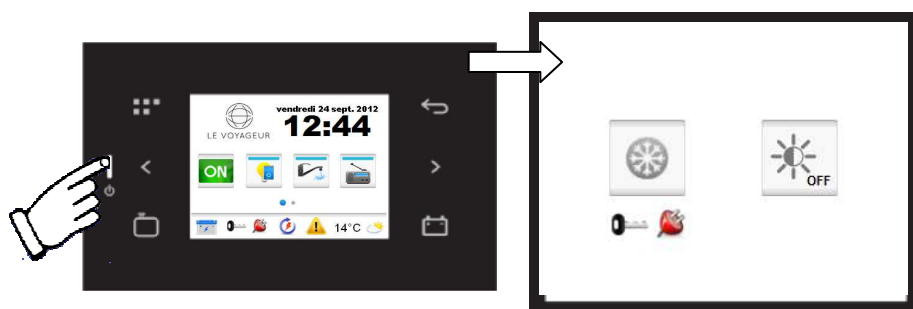 vendredi 24 sept. 2012
12:44
LE VOYAGEUR
ON
14°C
OFF